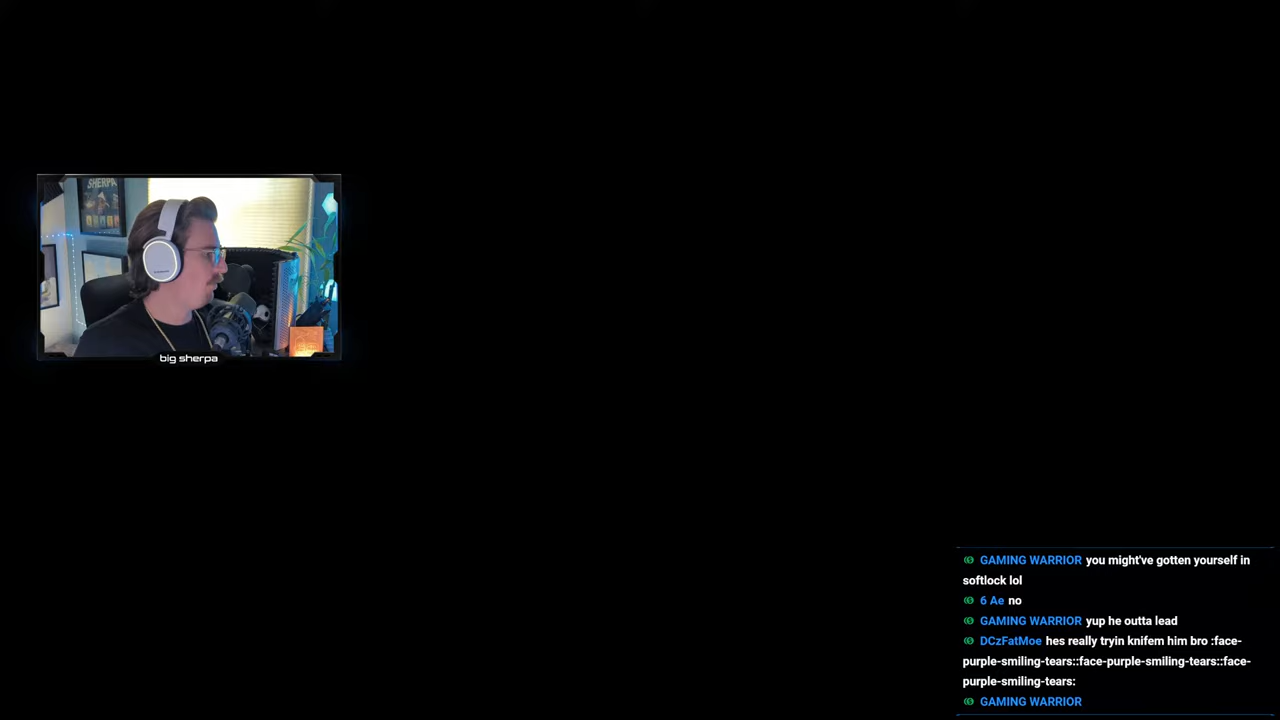 SHERPA
big sherpa
GAMING WARRIOR you might've gotten yourself in
softlock lol
6 Ae no
GAMING WARRIOR yup he outta lead
DCzFatMoe hes really tryin knifem him bro :face-
purple-smiling-tears::face-purple-smiling-tears::face-
purple-smiling-tears:
GAMING WARRIOR